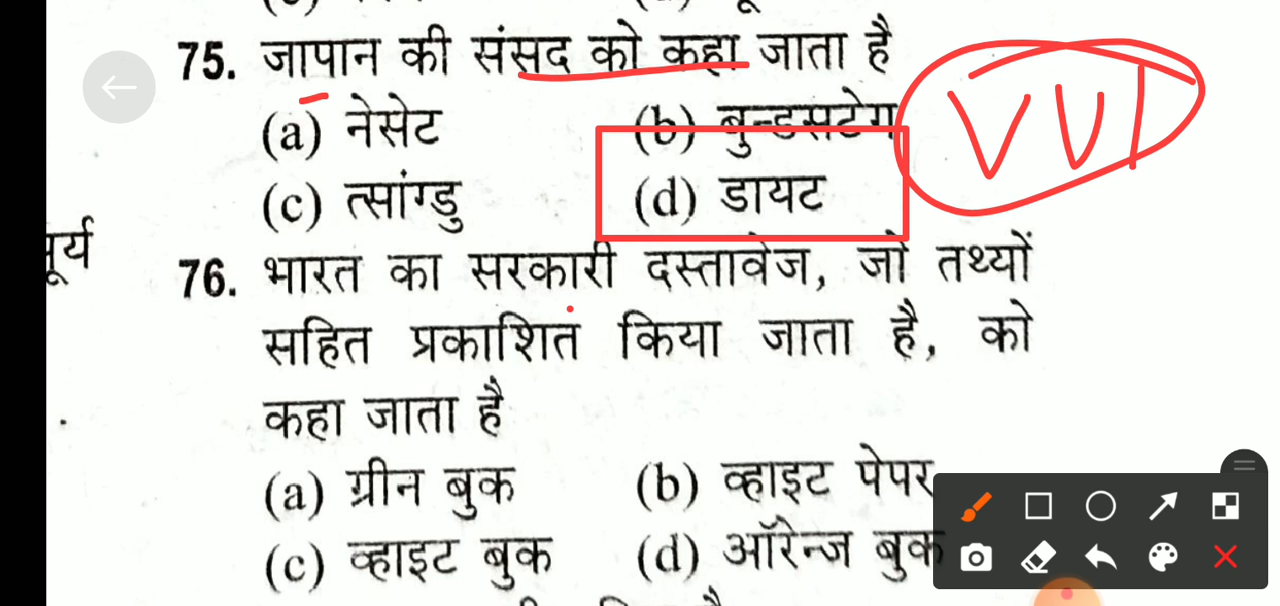 75. जापान की संसद को कहा जाता है
(a) नेसेट (b) बुन्डसटेग
(c) त्सांग्डु (d) डायट
VVI
र्य
76. भारत का सरकारी दस्तावेज, जो तथ्यों
सहित प्रकाशित किया जाता है, को
कहा जाता है
(a) ग्रीन बुक (b) व्हाइट पेपर
(c) व्हाइट बुक (d) ऑरेन्ज बुक